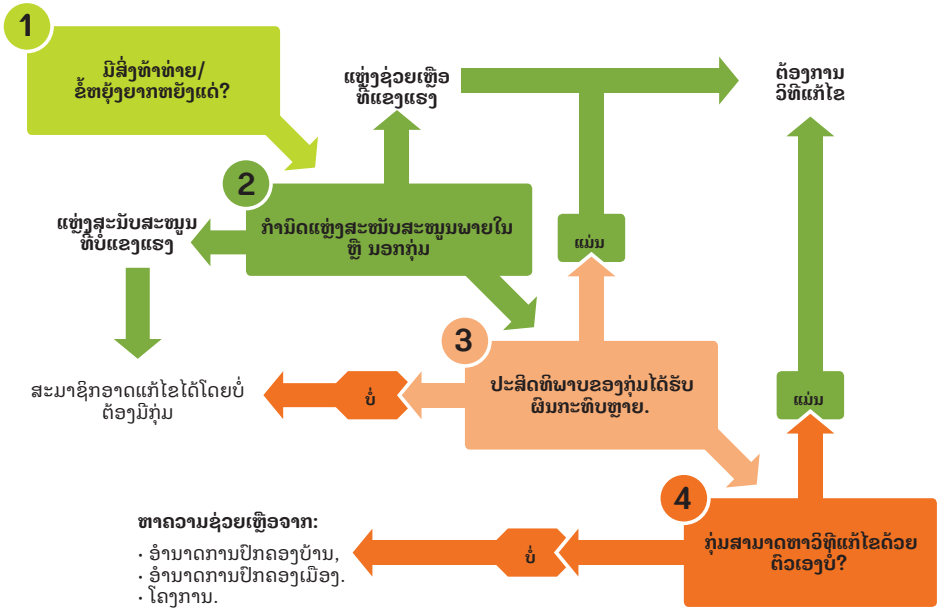 1
ມີສິ່ງທ້າທ່າຍ/
ຂໍ້ຫຍຸ້ງຍາກຫຍັງແດ່?
ແຫຼ່ງຊ່ວຍເຫຼືອ
ທີ່ແຂງແຮງ
ຕ້ອງການ
ວິທີແກ້ໄຂ
2
ກຳນົດແຫຼ່ງສະໜັບສະໜູນພາຍໃນ
ຫຼື ນອກກຸ່ມ
ແຫຼ່ງສະນັບສະໜູນ
ທີ່ບໍ່ແຂງແຮງ
ແມ່ນ
3
ປະສິດທິພາບຂອງກຸ່ມໄດ້ຮັບ
ຜົນກະທົບຫຼາຍ.
ບໍ່
ສະມາຊິກອາດແກ້ໄຂໄດ້ໂດຍບໍ່
ຕ້ອງມີກຸ່ມ
ແມ່ນ
4
ກຸ່ມສາມາດຫາວິທີແກ້ໄຂດ້ວຍ
ຕົວເອງບໍ່?
ບໍ່
ຫາຄວາມຊ່ວຍເຫຼືອຈາກ:
· ອຳນາດການປົກຄອງບ້ານ,
· ອຳນາດການປົກຄອງເມືອງ.
· ໂຄງການ.